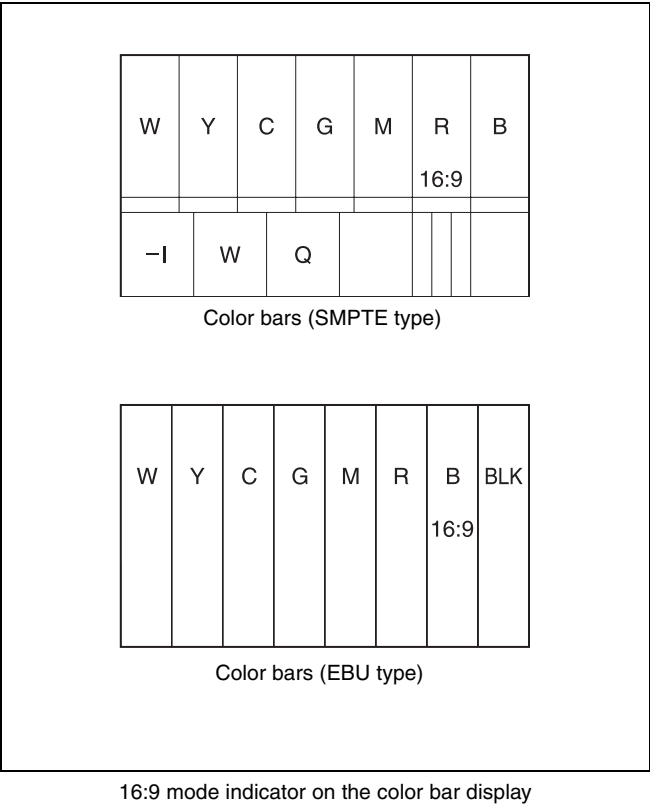 W Y C G M R B
16:9
–I W Q
Color bars (SMPTE type)
W Y C G M R B BLK
16:9
Color bars (EBU type)
16:9 mode indicator on the color bar display